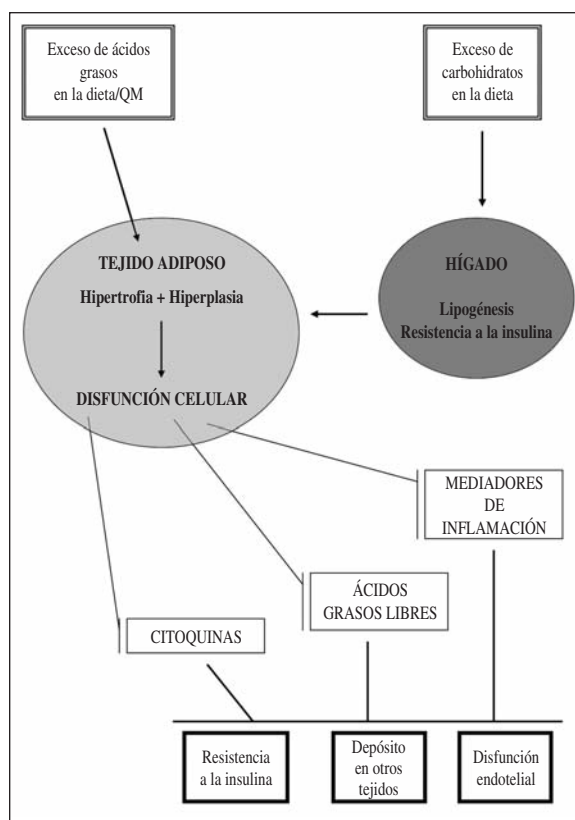 Exceso de ácidos
grasos
en la dieta/QM
Exceso de
carbohidratos
en la dieta
TEJIDO ADIPOSO
Hipertrofia + Hiperplasia
DISFUNCIÓN CELULAR
HÍGADO
Lipogénesis
Resistencia a la insulina
MEDIADORES
DE
INFLAMACIÓN
ÁCIDOS
GRASOS LIBRES
CITOQUINAS
Resistencia
a la insulina
Depósito
en otros
tejidos
Disfunción
endotelial